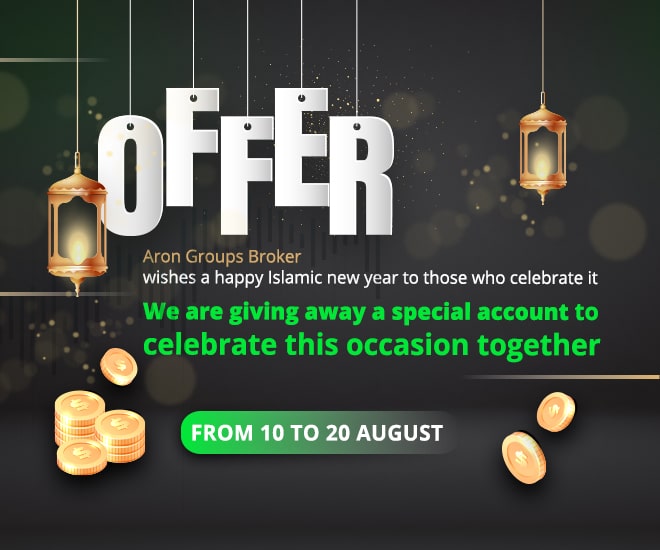 OFFER
Aron Groups Broker
wishes a happy Islamic new year to those who celebrate it
We are giving away a special account to
celebrate this occasion together
FROM 10 TO 20 AUGUST